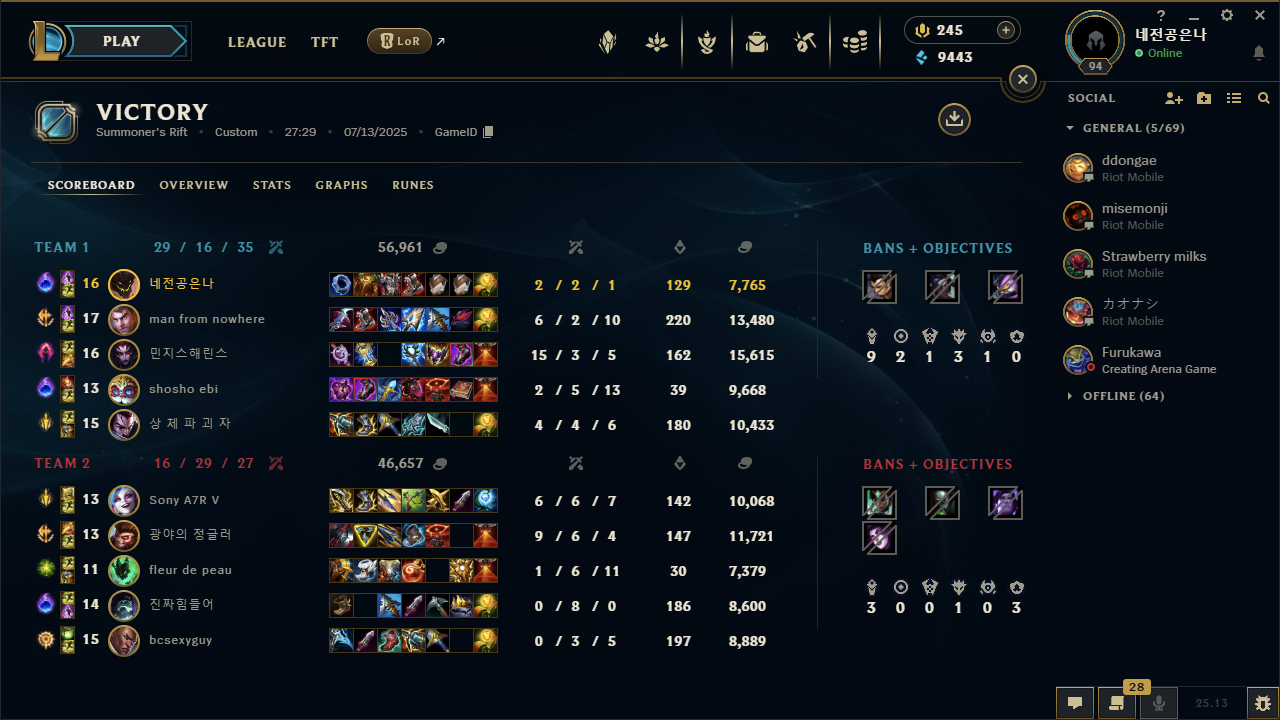 PLAY
LEAGUE
TFT
LoR
245
9443
?
네전공은나
Online
94
VICTORY
Summoner's Rift • Custom • 27:29 • 07/13/2025 • GameID
SCOREBOARD OVERVIEW STATS GRAPHS RUNES
TEAM 1 29 / 16 / 35 56,961 BANS + OBJECTIVES
16 네전공은나 2 / 2 / 1 129 7,765
17 man from nowhere 6 / 2 / 10 220 13,480
9 2 1 3 1 0
16 민지스해린스 15 / 3 / 5 162 15,615
13 shosho ebi 2 / 5 / 13 39 9,668
15 상 체 파 괴 자 4 / 4 / 6 180 10,433
TEAM 2 16 / 29 / 27 46,657 BANS + OBJECTIVES
13 Sony A7R V 6 / 6 / 7 142 10,068
13 광야의 정글러 9 / 6 / 4 147 11,721
11 fleur de peau 1 / 6 / 11 30 7,379
14 진짜힘들어 0 / 8 / 0 186 8,600
3 0 0 1 0 3
15 bcsexyguy 0 / 3 / 5 197 8,889
SOCIAL
GENERAL (5/69)
ddongae
Riot Mobile
misemonji
Riot Mobile
Strawberry milks
Riot Mobile
カオナシ
Riot Mobile
Furukawa
Creating Arena Game
OFFLINE (64)
28
25.13